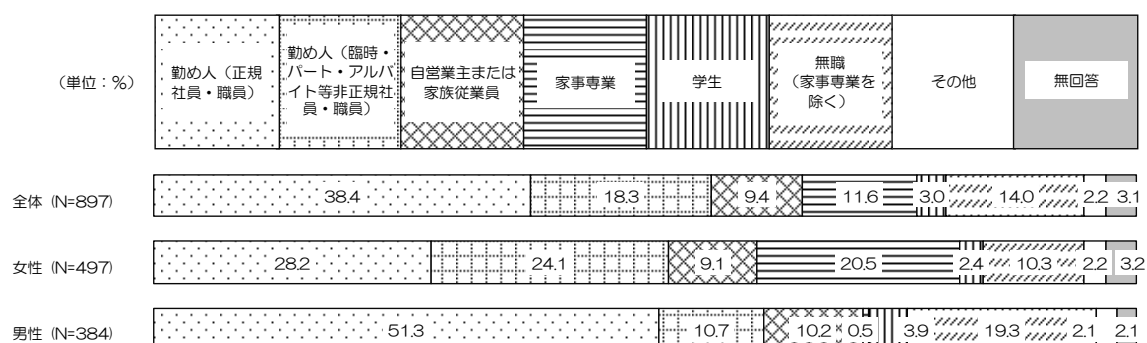 (単位：%)
勤め人（正規
社員・職員）
勤め人（臨時・
パート・アルバ
イト等非正規社
員・職員）
自営業主または
家族従業員
家事専業
学生
無職
（家事専業を
除く）
その他
無回答
全体 (N=897)
38.4 18.3 9.4 11.6 3.0 14.0 2.2 3.1
女性 (N=497)
28.2 24.1 9.1 20.5 2.4 10.3 2.2 3.2
男性 (N=384)
51.3 10.7 10.2 0.5 3.9 19.3 2.1 2.1